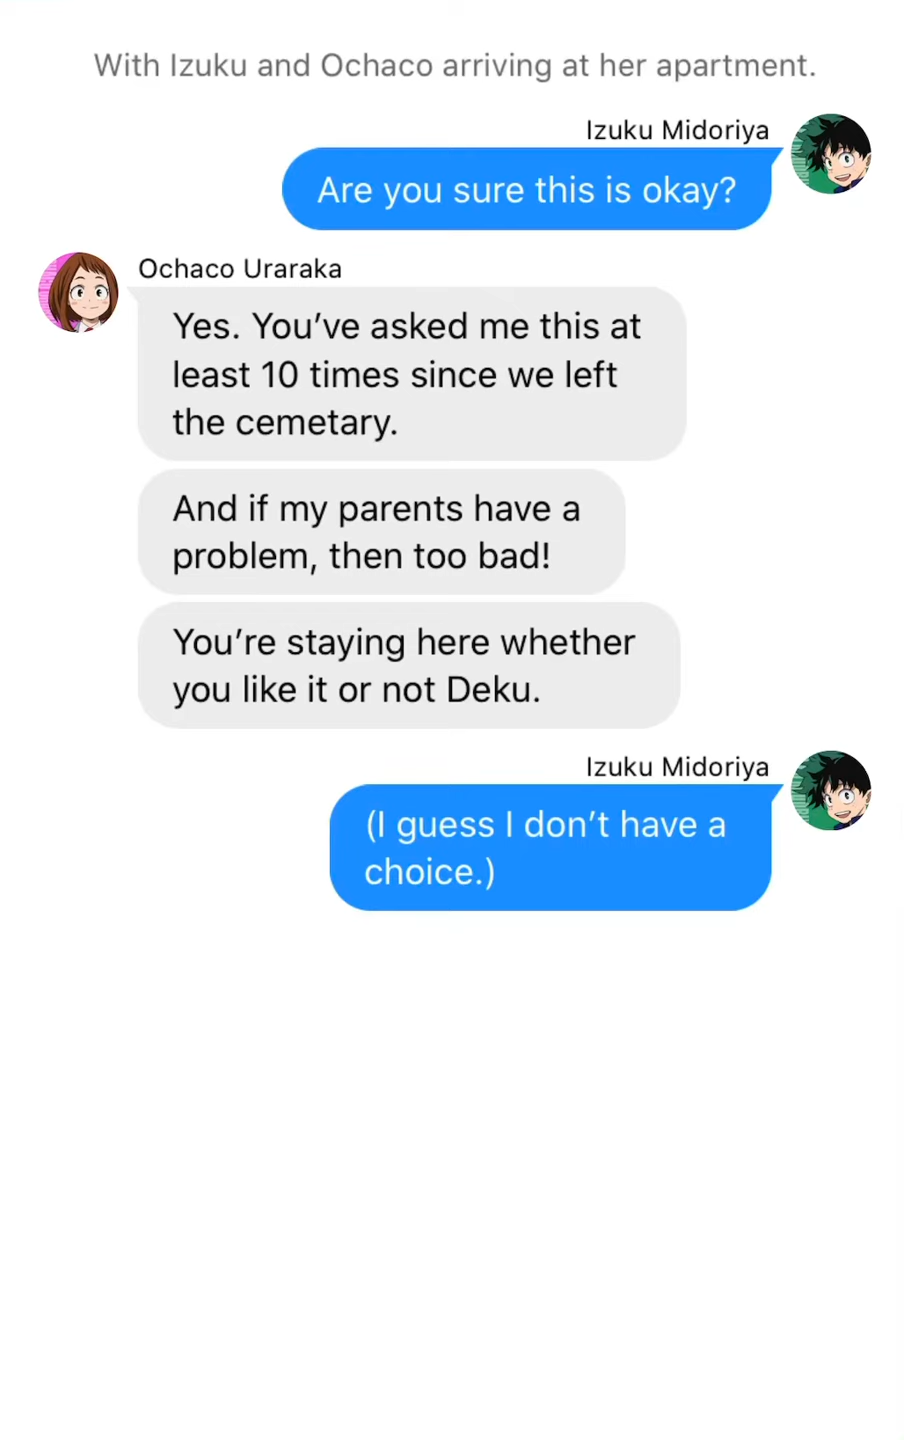 With Izuku and Ochaco arriving at her apartment.
Izuku Midoriya
Are you sure this is okay?
Ochaco Uraraka
Yes. You’ve asked me this at
least 10 times since we left
the cemetary.
And if my parents have a
problem, then too bad!
You’re staying here whether
you like it or not Deku.
Izuku Midoriya
(I guess I don’t have a
choice.)